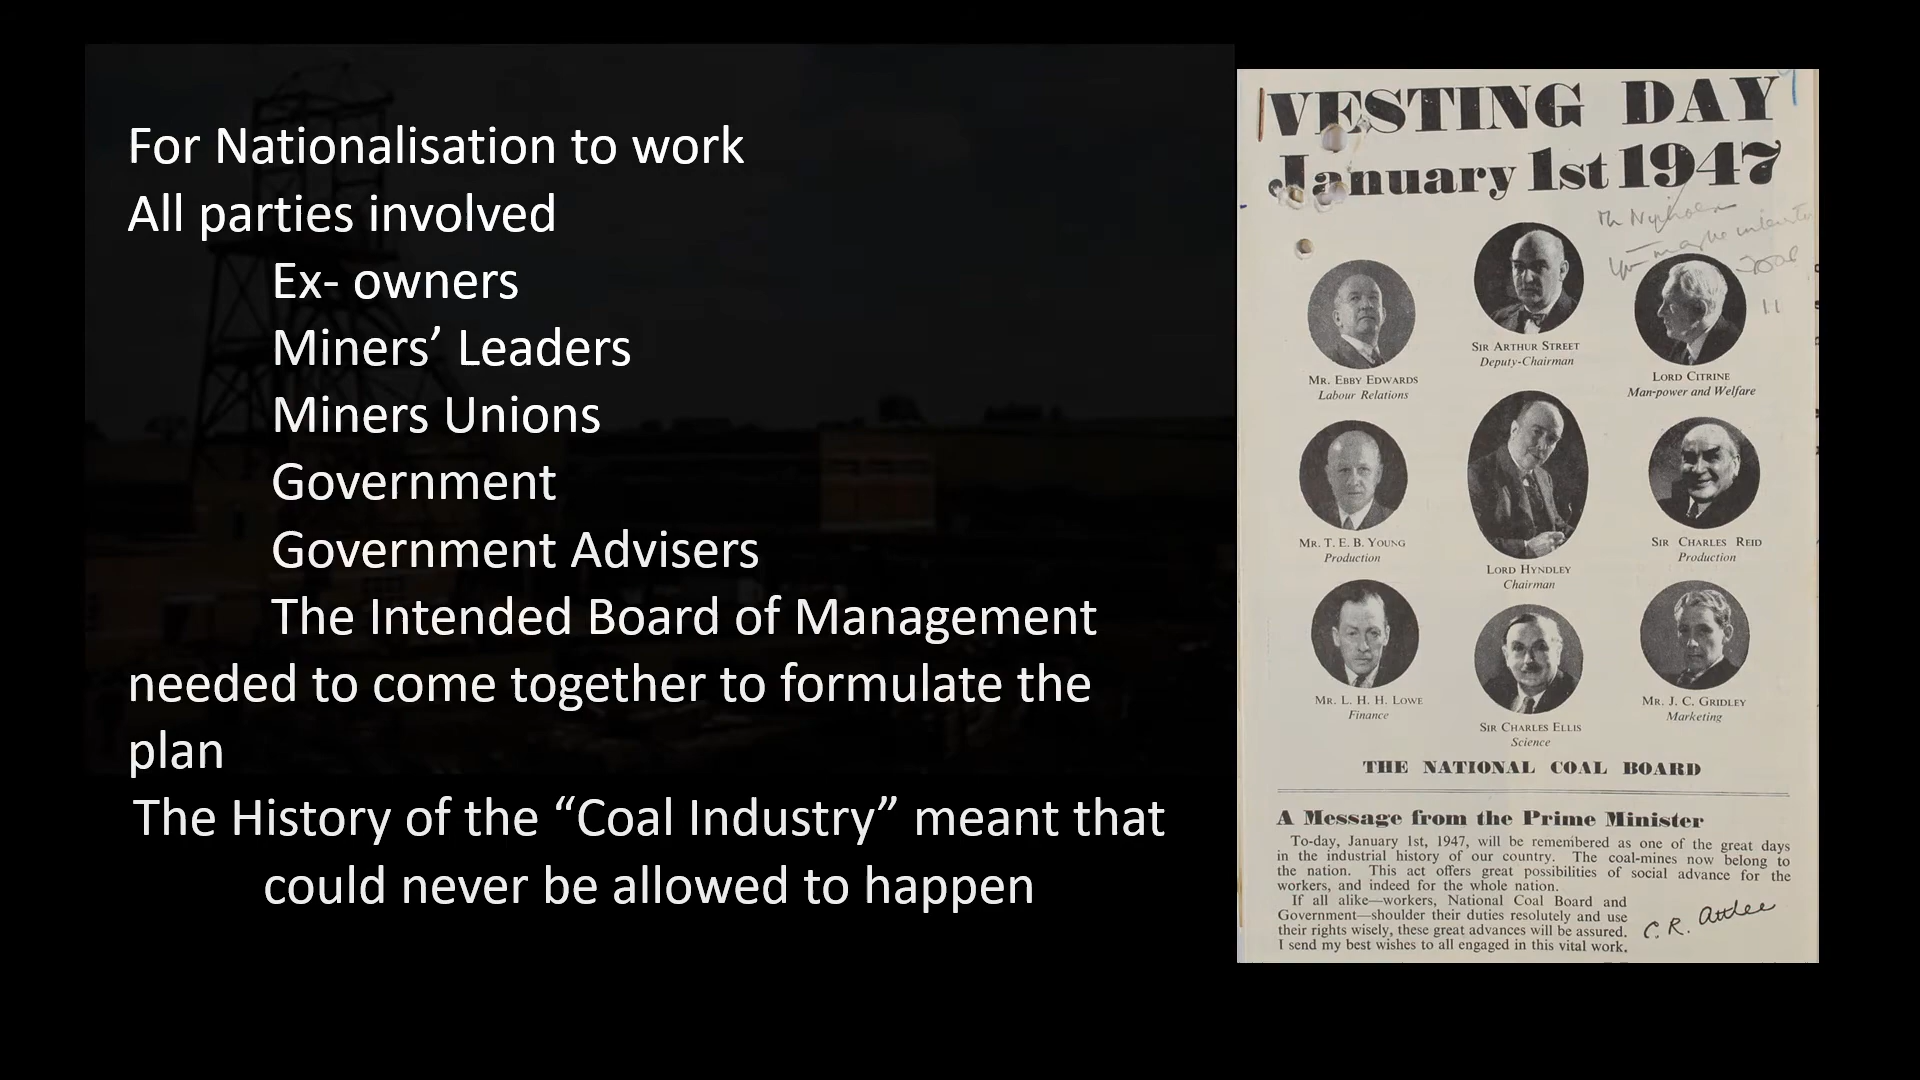 For Nationalisation to work
All parties involved
Ex- owners
Miners’ Leaders
Miners Unions
Government
Government Advisers
The Intended Board of Management
needed to come together to formulate the
plan
The History of the “Coal Industry” meant that
could never be allowed to happen
VESTING DAY
January 1st 1947
SIR ARTHUR STREET
Deputy-Chairman
MR. EBBY EDWARDS
Labour Relations
LORD CITRINE
Man-power and Welfare
MR. T. E. B. YOUNG
Production
LORD HYNDLEY
Chairman
SIR CHARLES REID
Production
MR. L. H. H. LOWE
Finance
SIR CHARLES ELLIS
Science
MR. J. C. GRIDLEY
Marketing
THE NATIONAL COAL BOARD
A Message from the Prime Minister
To-day, January 1st, 1947, will be remembered as one of the great days
in the industrial history of our country. The coal-mines now belong to
the nation. This act offers great possibilities of social advance for the
workers, and indeed for the whole nation.
If all alike—workers, National Coal Board and
Government—shoulder their duties resolutely and use
their rights wisely, these great advances will be assured.
I send my best wishes to all engaged in this vital work.
C. R. Attlee